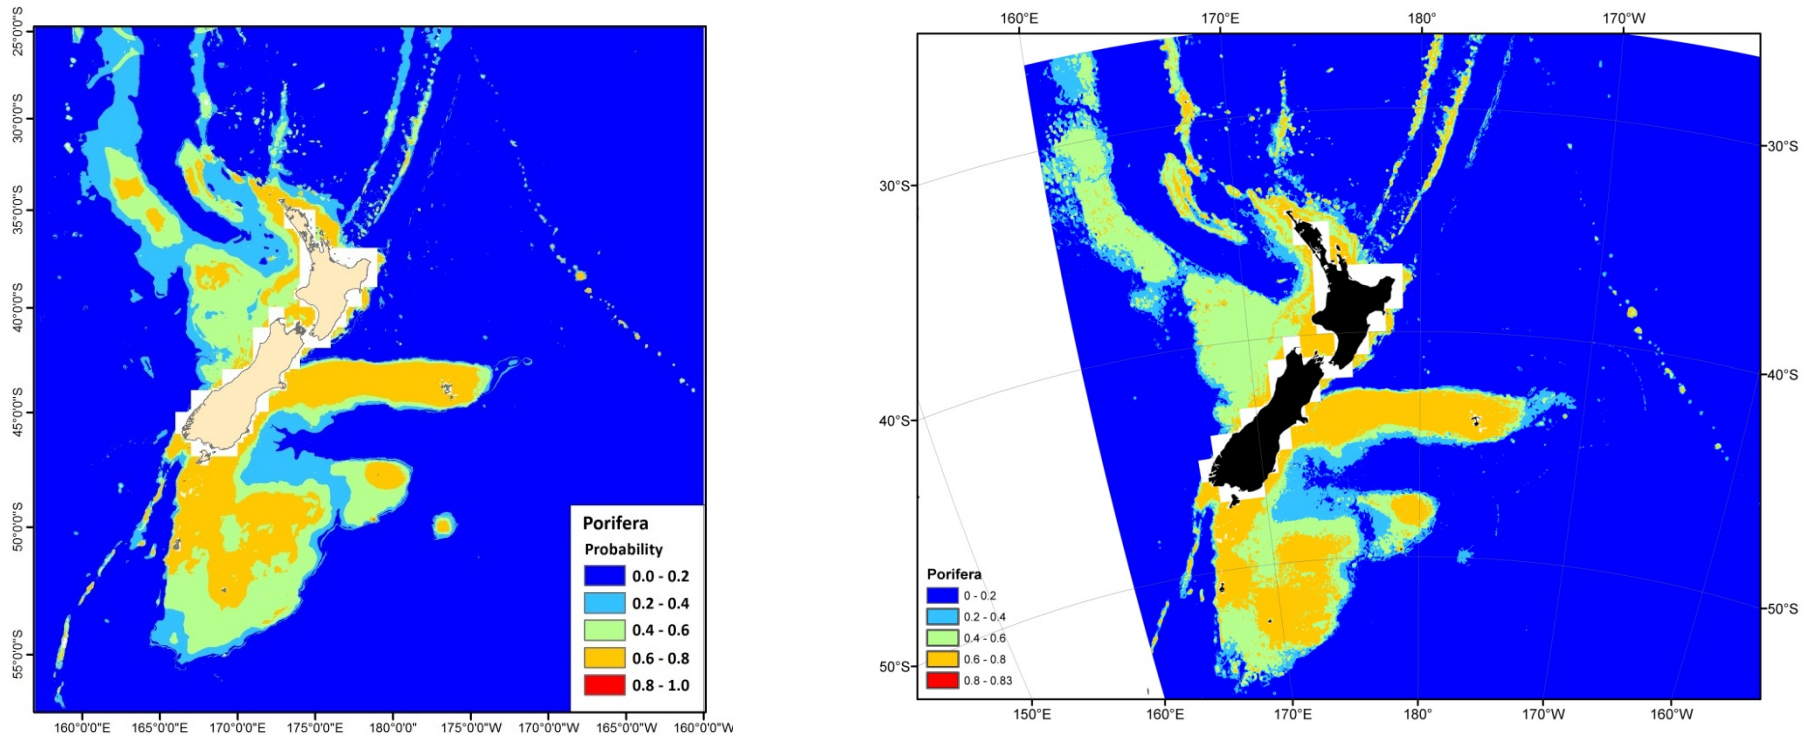 25°0'0"S
30°0'0"S
35°0'0"S
40°0'0"S
45°0'0"S
50°0'0"S
55°0'0"S
Porifera
Probability
0.0 - 0.2
0.2 - 0.4
0.4 - 0.6
0.6 - 0.8
0.8 - 1.0
160°0'0"E 165°0'0"E 170°0'0"E 175°0'0"E 180°0'0" 175°0'0"W 170°0'0"W 165°0'0"W 160°0'0"W
160°E 170°E 180° 170°W
30°S
40°S
50°S
30°S
40°S
50°S
Porifera
0 - 0.2
0.2 - 0.4
0.4 - 0.6
0.6 - 0.8
0.8 - 0.83
150°E 160°E 170°E 180° 170°W 160°W